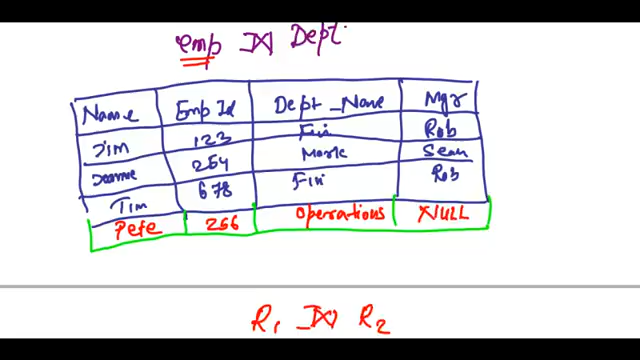 emp ⟕ Dept
Name Emp Id Dept_Name Mgr
Jim 123 Fin Rob
Jeanne 254 Mark Sean
Tim 678 Fin Rob
Pete 256 Operations NULL
R1 ⟕ R2